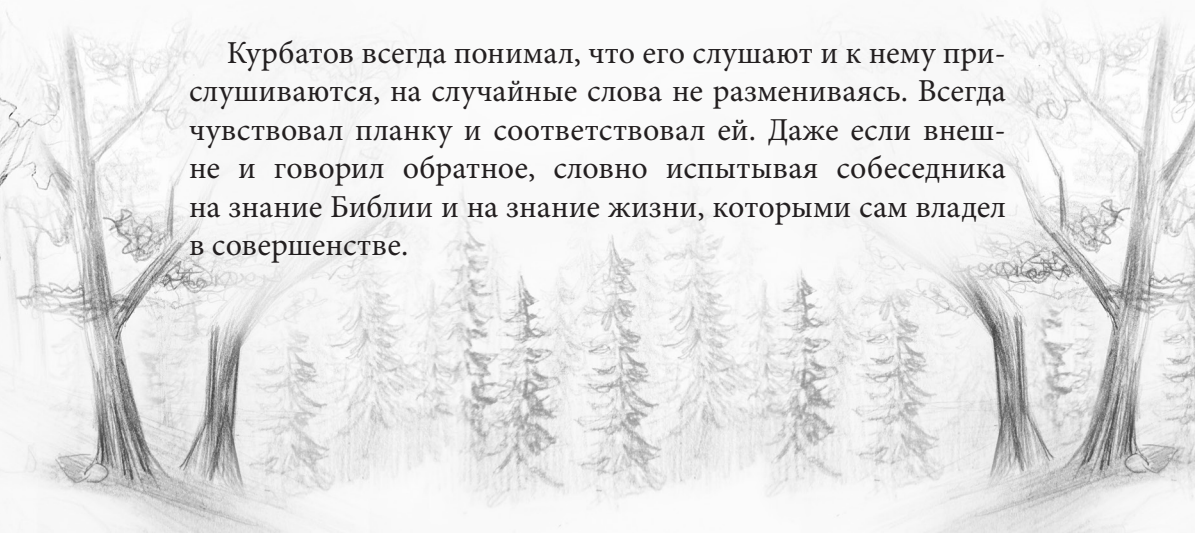 Курбатов всегда понимал, что его слушают и к нему при-
слушиваются, на случайные слова не размениваясь. Всегда
чувствовал планку и соответствовал ей. Даже если внеш-
не и говорил обратное, словно испытывая собеседника
на знание Библии и на знание жизни, которыми сам владел
в совершенстве.